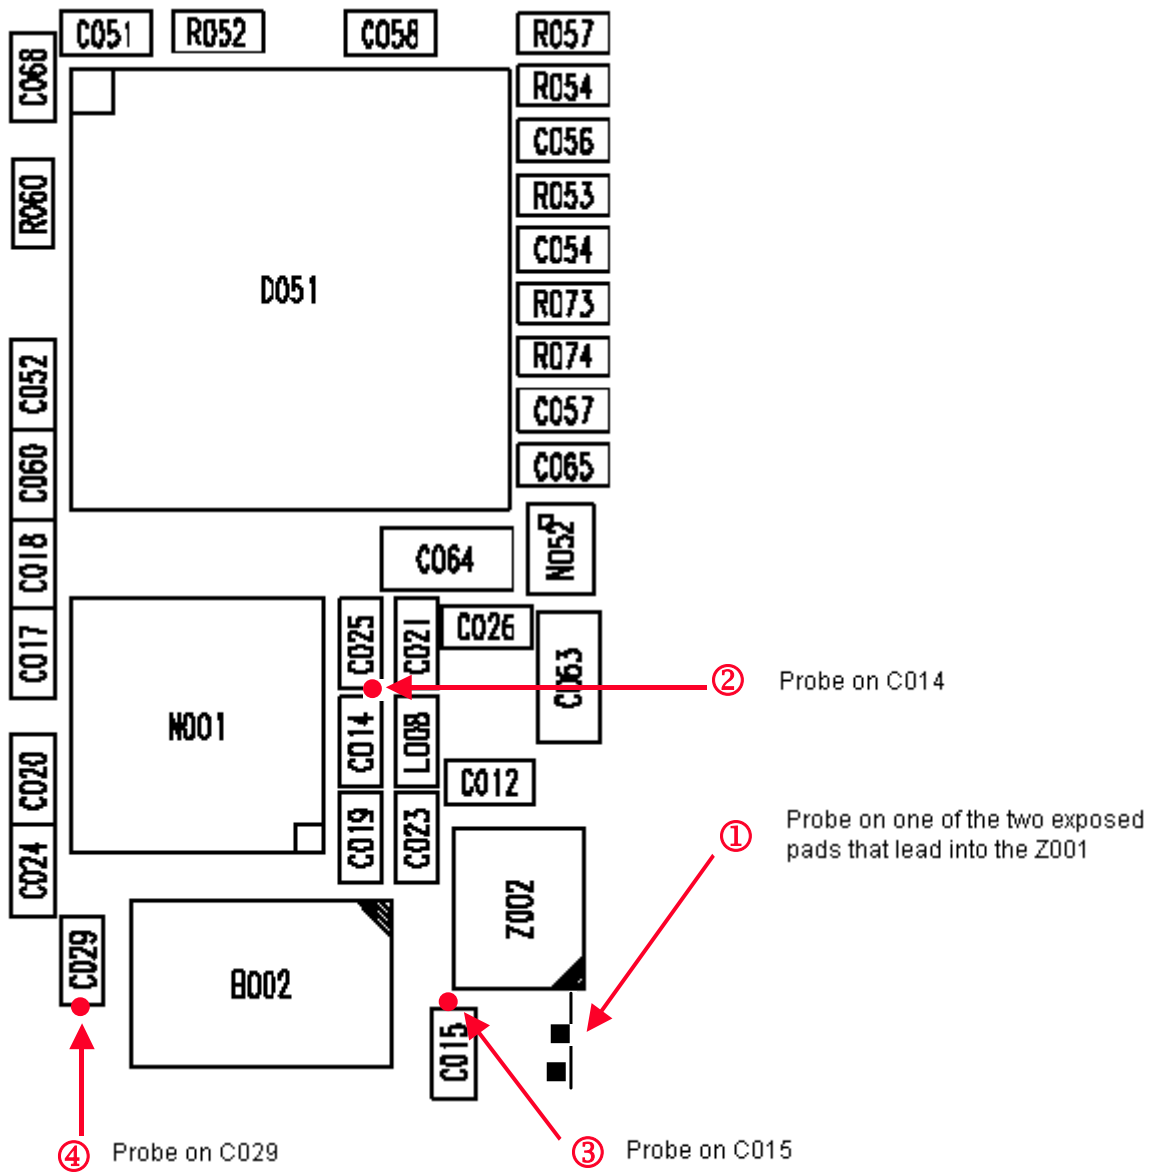 C051
R052
C058
R057
C068
R054
C056
R060
R053
C054
D051
R073
R074
C052
C057
C060
C065
C018
C064
N052
C017
C025
C021
C026
C063
② Probe on C014
N001
C014
L008
C020
C012
C019
C023
C024
① Probe on one of the two exposed
pads that lead into the Z001
Z002
C029
B002
C015
④ Probe on C029
③ Probe on C015